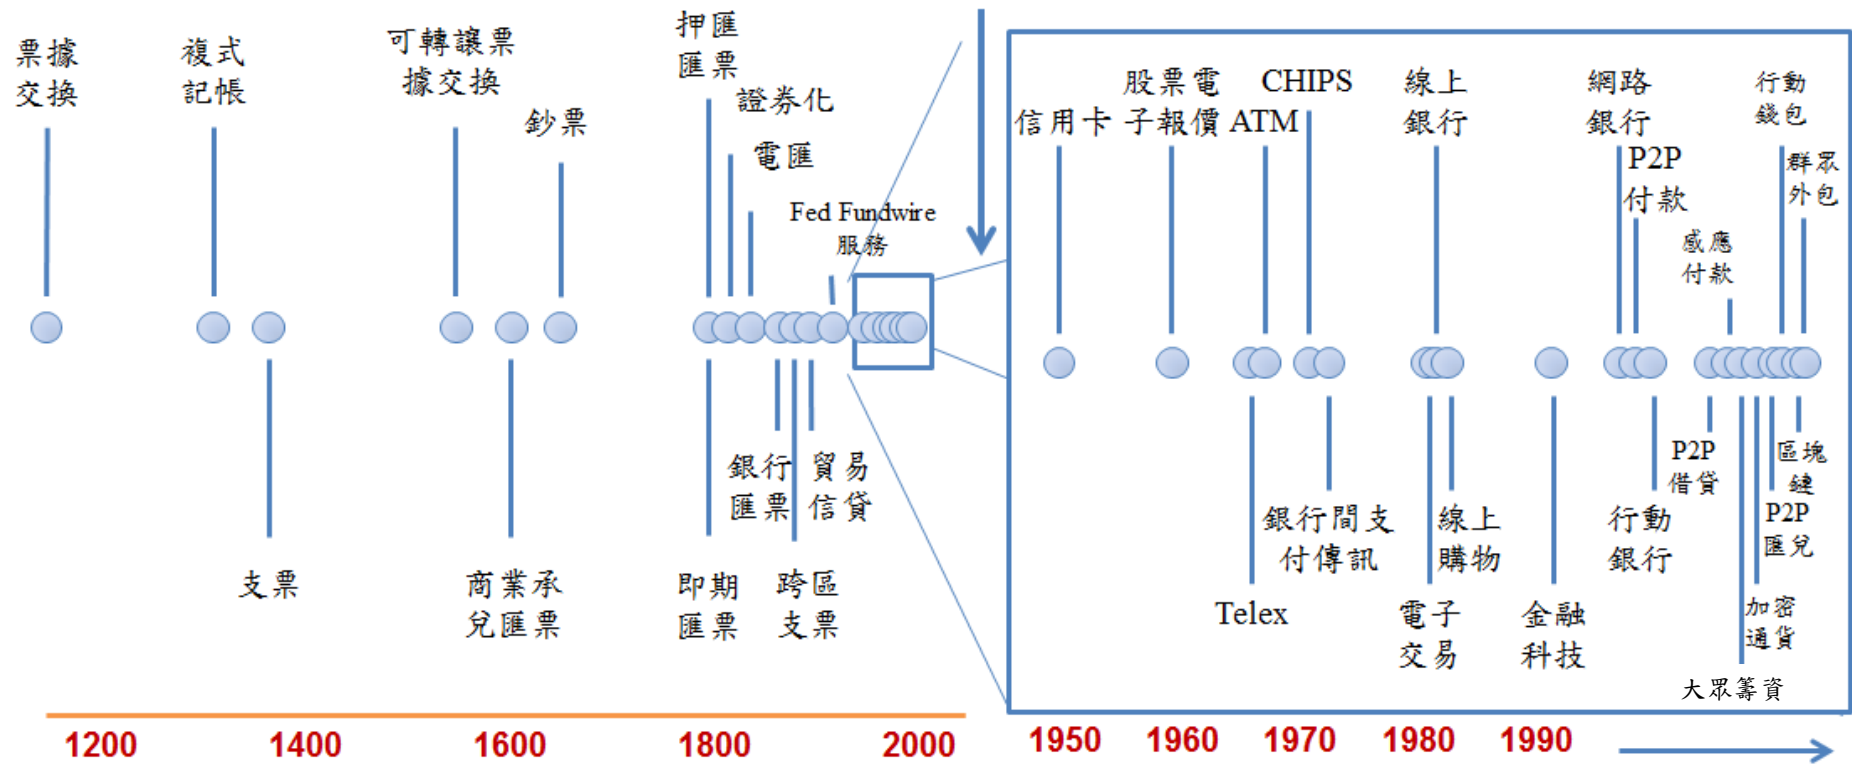 票據
交換
複式
記帳
可轉讓票
據交換
鈔票
押匯
匯票
證券化
電匯
Fed Fundwire
服務
支票
商業承
兌匯票
即期
匯票
銀行
匯票
跨區
支票
貿易
信貸
1200
1400
1600
1800
2000
信用卡
股票電
子報價
ATM
CHIPS
線上
銀行
網路
銀行
P2P
付款
感應
付款
行動
錢包
群眾
外包
Telex
銀行間支
付傳訊
電子
交易
線上
購物
金融
科技
行動
銀行
P2P
借貸
大眾籌資
加密
通貨
P2P
匯兌
區塊
鏈
1950
1960
1970
1980
1990